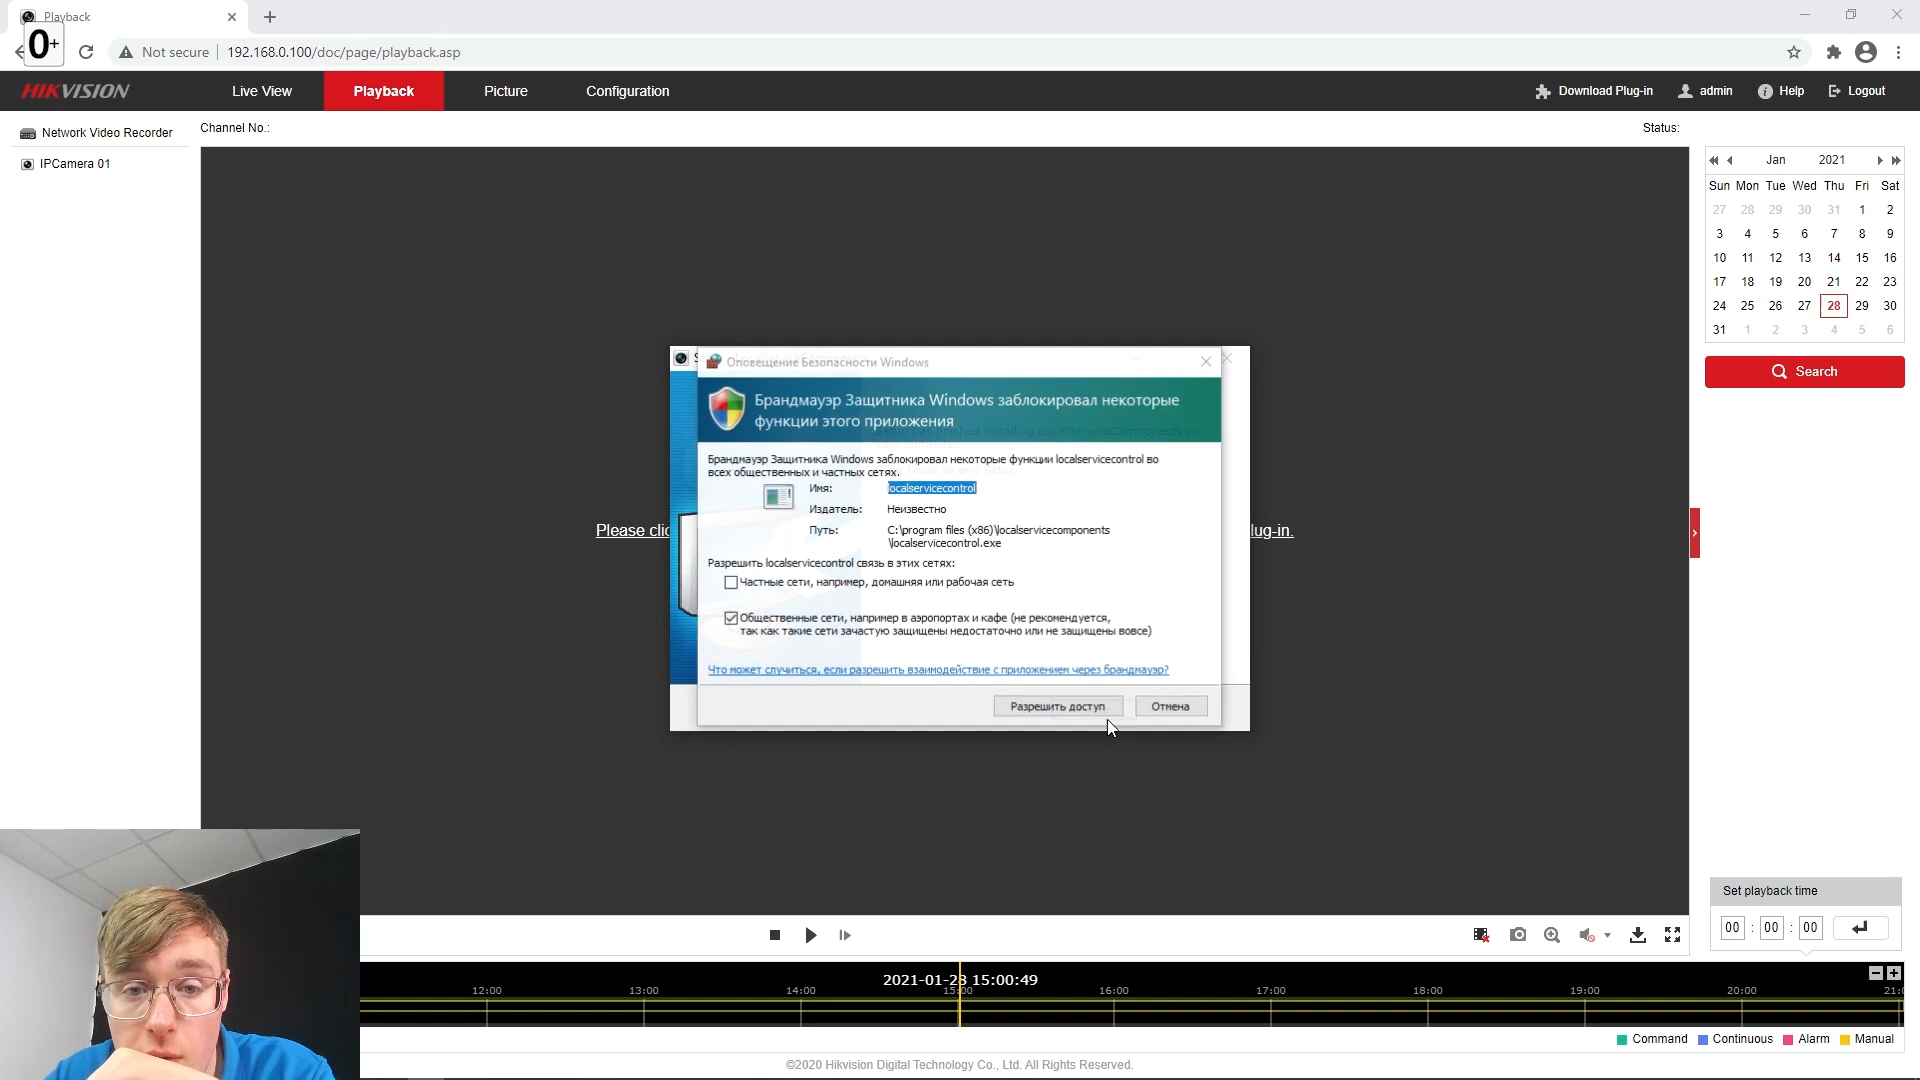 Playback
0+
Not secure
192.168.0.100/doc/page/playback.asp
HIKVISION
Live View
Playback
Picture
Configuration
Download Plug-in
admin
Help
Logout
Network Video Recorder
IPCamera 01
Channel No.:
Status:
Jan 2021
Sun Mon Tue Wed Thu Fri Sat
27 28 29 30 31 1 2
3 4 5 6 7 8 9
10 11 12 13 14 15 16
17 18 19 20 21 22 23
24 25 26 27 28 29 30
31 1 2 3 4 5 6
Search
Please clic
lug-in.
Оповещение Безопасности Windows
Брандмауэр Защитника Windows заблокировал некоторые
функции этого приложения
Брандмауэр Защитника Windows заблокировал некоторые функции localservicecontrol во
всех общественных и частных сетях.
Имя: localservicecontrol
Издатель: Неизвестно
Путь: C:\program files (x86)\localservicecomponents
\localservicecontrol.exe
Разрешить localservicecontrol связь в этих сетях:
Частные сети, например, домашняя или рабочая сеть
Общественные сети, например в аэропортах и кафе (не рекомендуется,
так как такие сети зачастую защищены недостаточно или не защищены вовсе)
Что может случиться, если разрешить взаимодействие с приложением через брандмауэр?
Разрешить доступ
Отмена
Set playback time
00 : 00 : 00
2021-01-28 15:00:49
12:00 13:00 14:00 15:00 16:00 17:00 18:00 19:00 20:00 21:0
Command Continuous Alarm Manual
©2020 Hikvision Digital Technology Co., Ltd. All Rights Reserved.